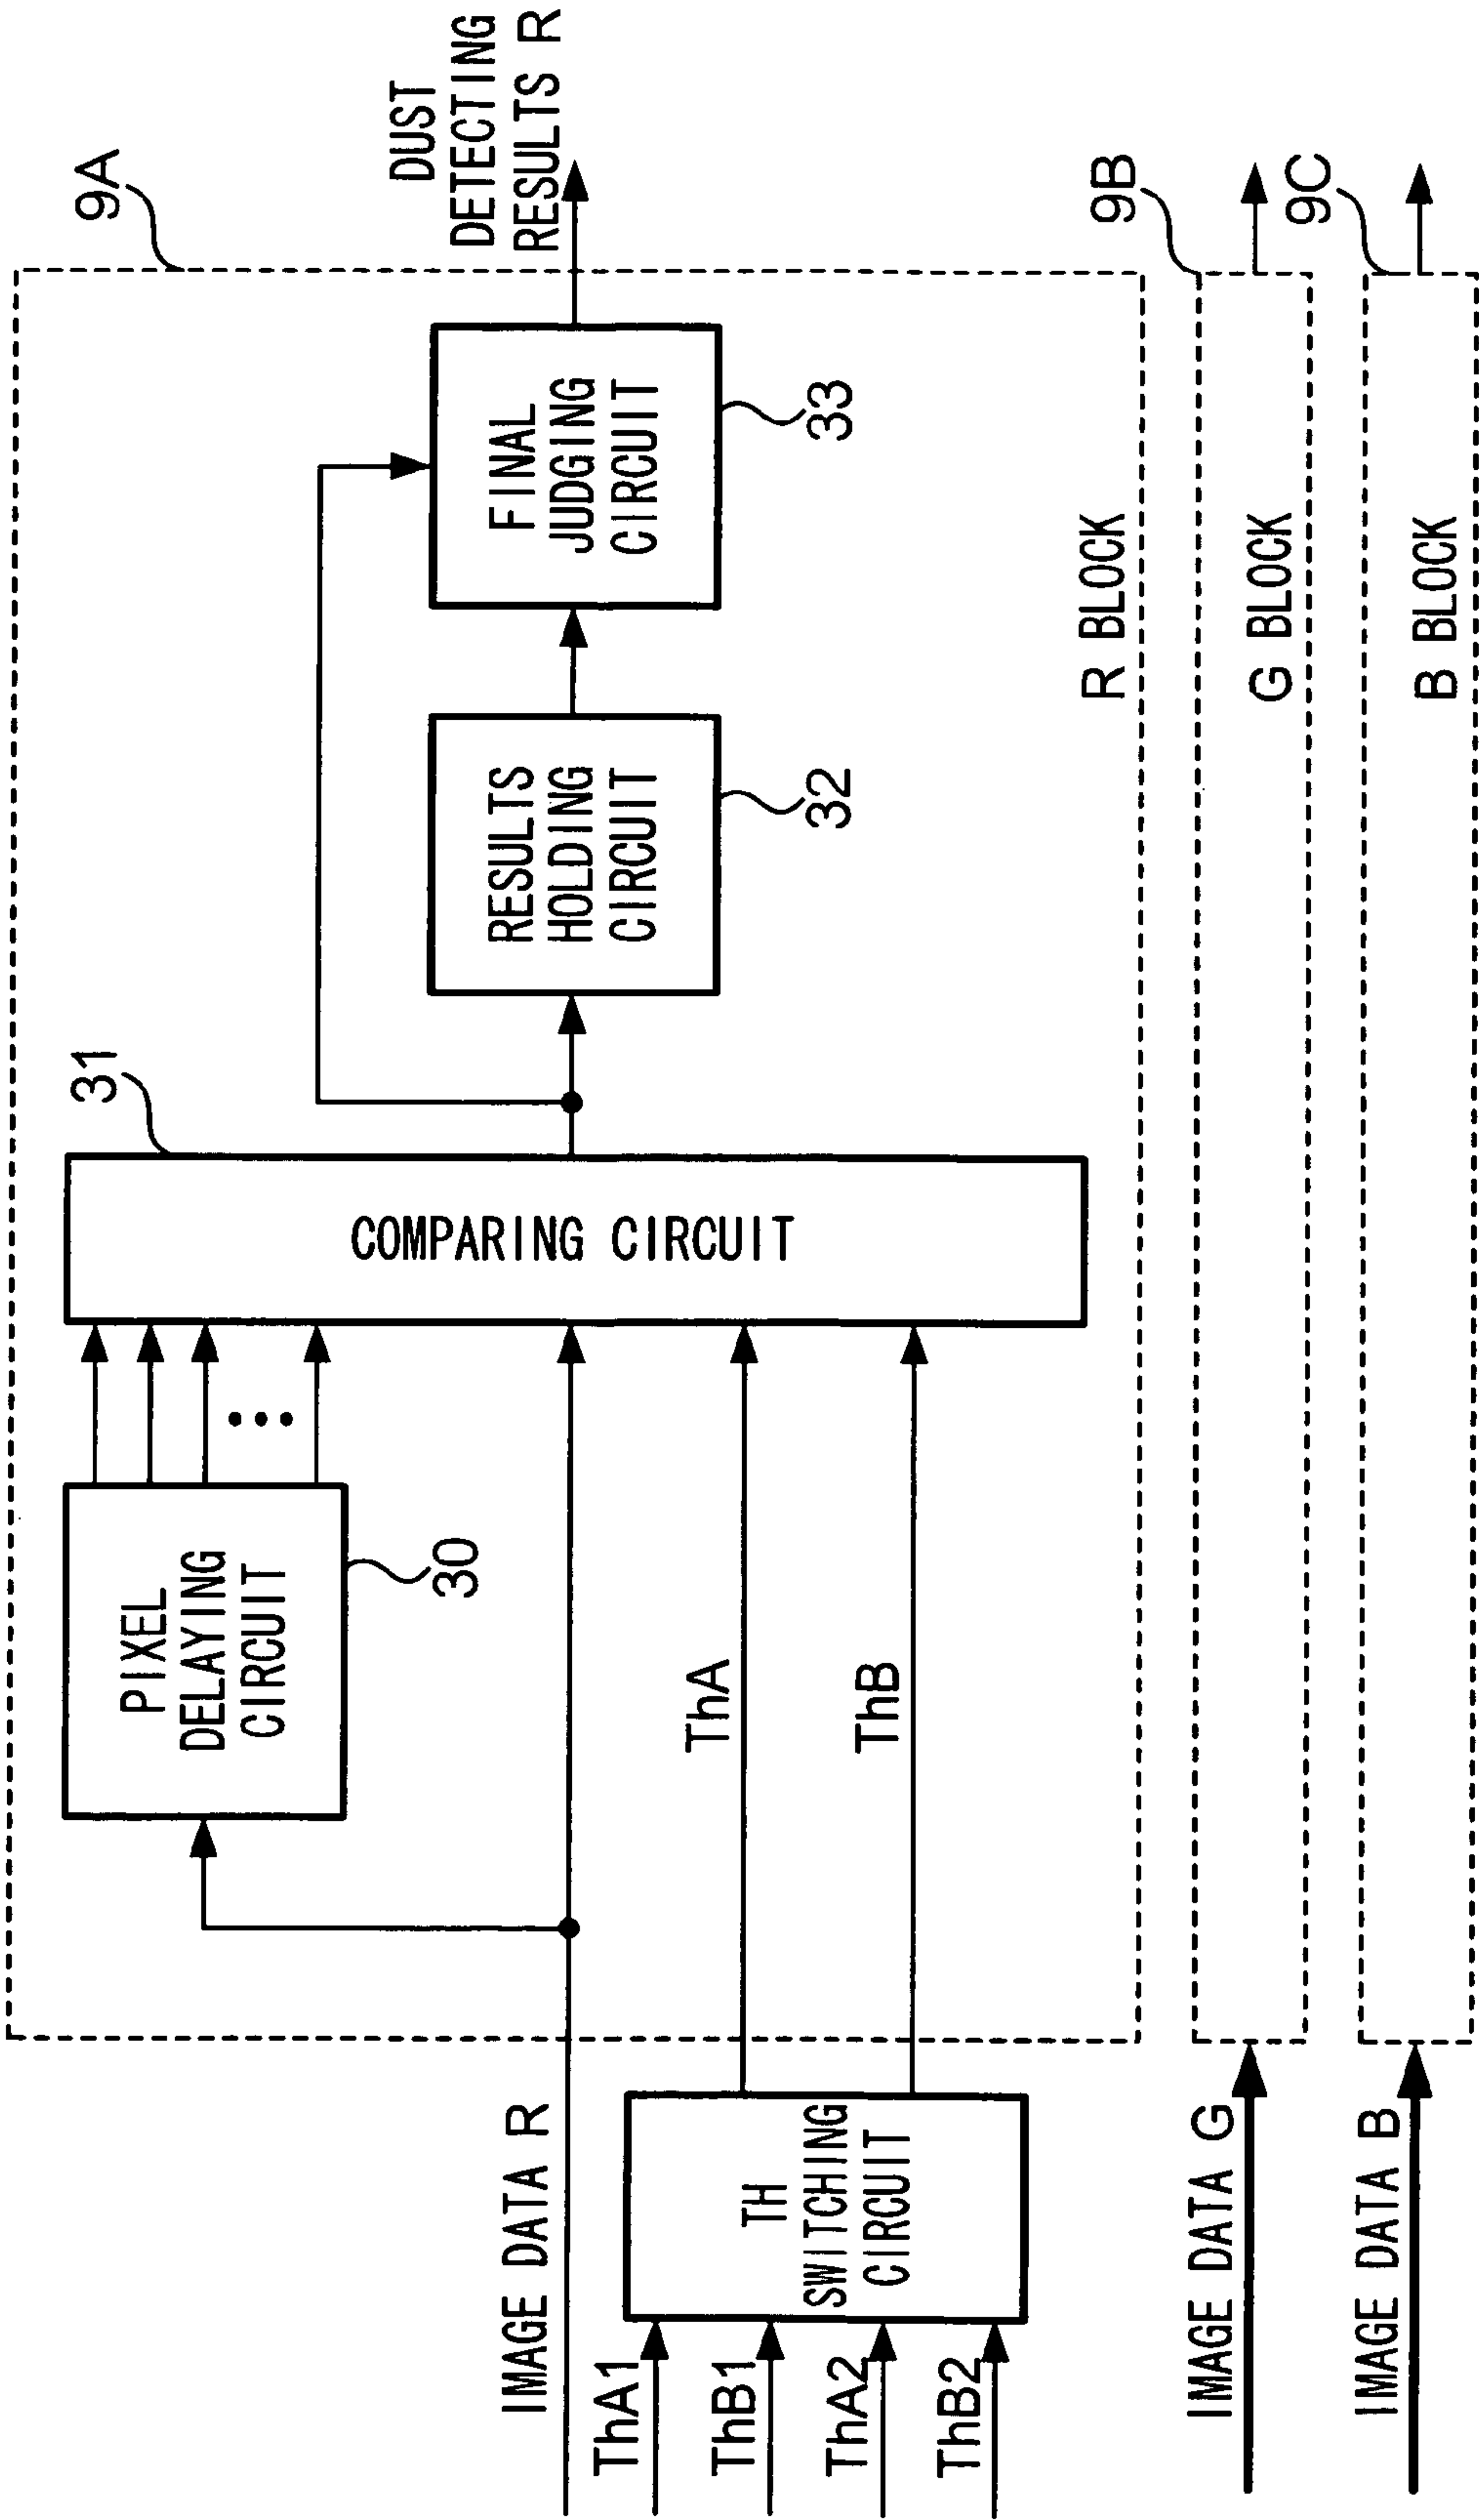 9A
DUST
DETECTING
RESULTS R
31
PIXEL
DELAYING
CIRCUIT
30
COMPARING CIRCUIT
RESULTS
HOLDING
CIRCUIT
32
FINAL
JUDGING
CIRCUIT
33
IMAGE DATA R
ThA1
ThB1
ThA2
ThB2
TH
SWITCHING
CIRCUIT
ThA
ThB
R BLOCK
9B
IMAGE DATA G
G BLOCK
9C
IMAGE DATA B
B BLOCK